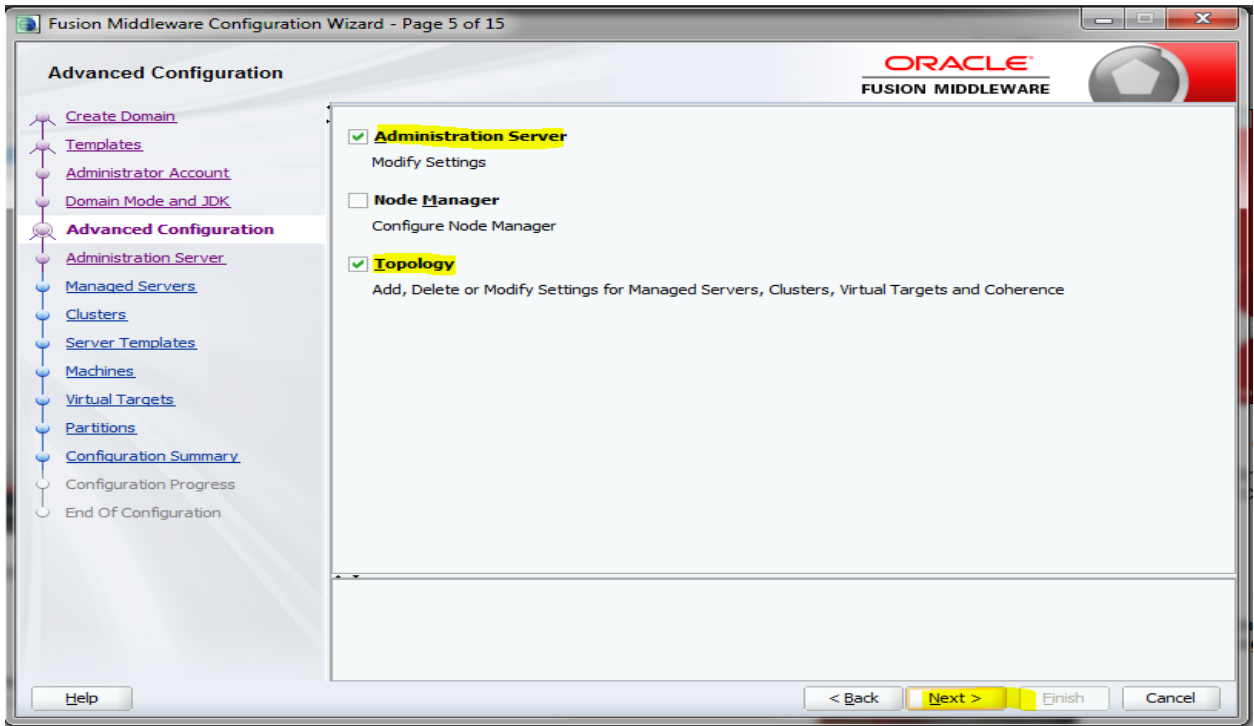 Fusion Middleware Configuration Wizard - Page 5 of 15
Advanced Configuration
ORACLE
FUSION MIDDLEWARE
Create Domain
Templates
Administrator Account
Domain Mode and JDK
Advanced Configuration
Administration Server
Managed Servers
Clusters
Server Templates
Machines
Virtual Targets
Partitions
Configuration Summary
Configuration Progress
End Of Configuration
Administration Server
Modify Settings
Node Manager
Configure Node Manager
Topology
Add, Delete or Modify Settings for Managed Servers, Clusters, Virtual Targets and Coherence
Help
< Back
Next >
Finish
Cancel